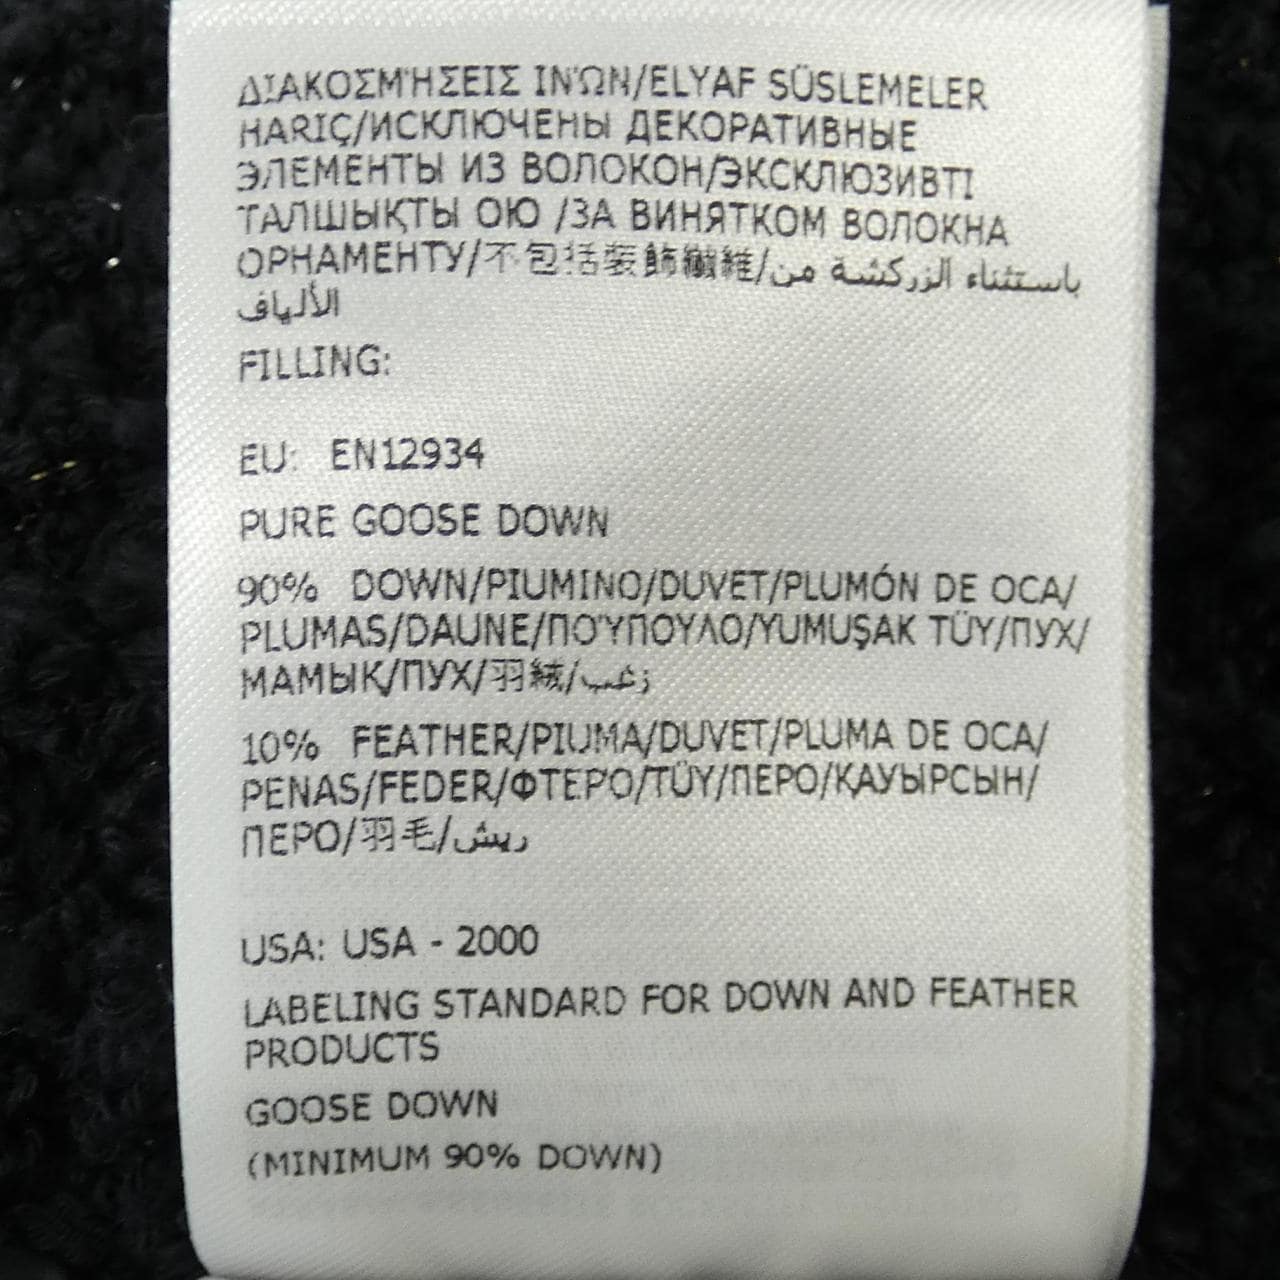 ΔΙΑΚΟΣΜΉΣΕΙΣ ΙΝΏΝ/ELYAF SÜSLEMELER
HARIÇ/ИСКЛЮЧЕНЫ ДЕКОРАТИВНЫЕ
ЭЛЕМЕНТЫ ИЗ ВОЛОКОН/ЭКСКЛЮЗИВТІ
ТАЛШЫҚТЫ ОЮ /ЗА ВИНЯТКОМ ВОЛОКНА
ОРНАМЕНТУ/不包括装飾纖維/باستثناء الزركشة من
الألياف
FILLING:
EU: EN12934
PURE GOOSE DOWN
90% DOWN/PIUMINO/DUVET/PLUMÓN DE OCA/
PLUMAS/DAUNE/ΠΟΎΠΟΥΛΟ/YUMUŞAK TÜY/ПУХ/
МАМЫҚ/ПУХ/羽絨/زغب
10% FEATHER/PIUMA/DUVET/PLUMA DE OCA/
PENAS/FEDER/ΦΤΕΡΟ/TÜY/ПЕРО/ҚАУЫРСЫН/
ПЕРО/羽毛/ريش
USA: USA - 2000
LABELING STANDARD FOR DOWN AND FEATHER
PRODUCTS
GOOSE DOWN
(MINIMUM 90% DOWN)